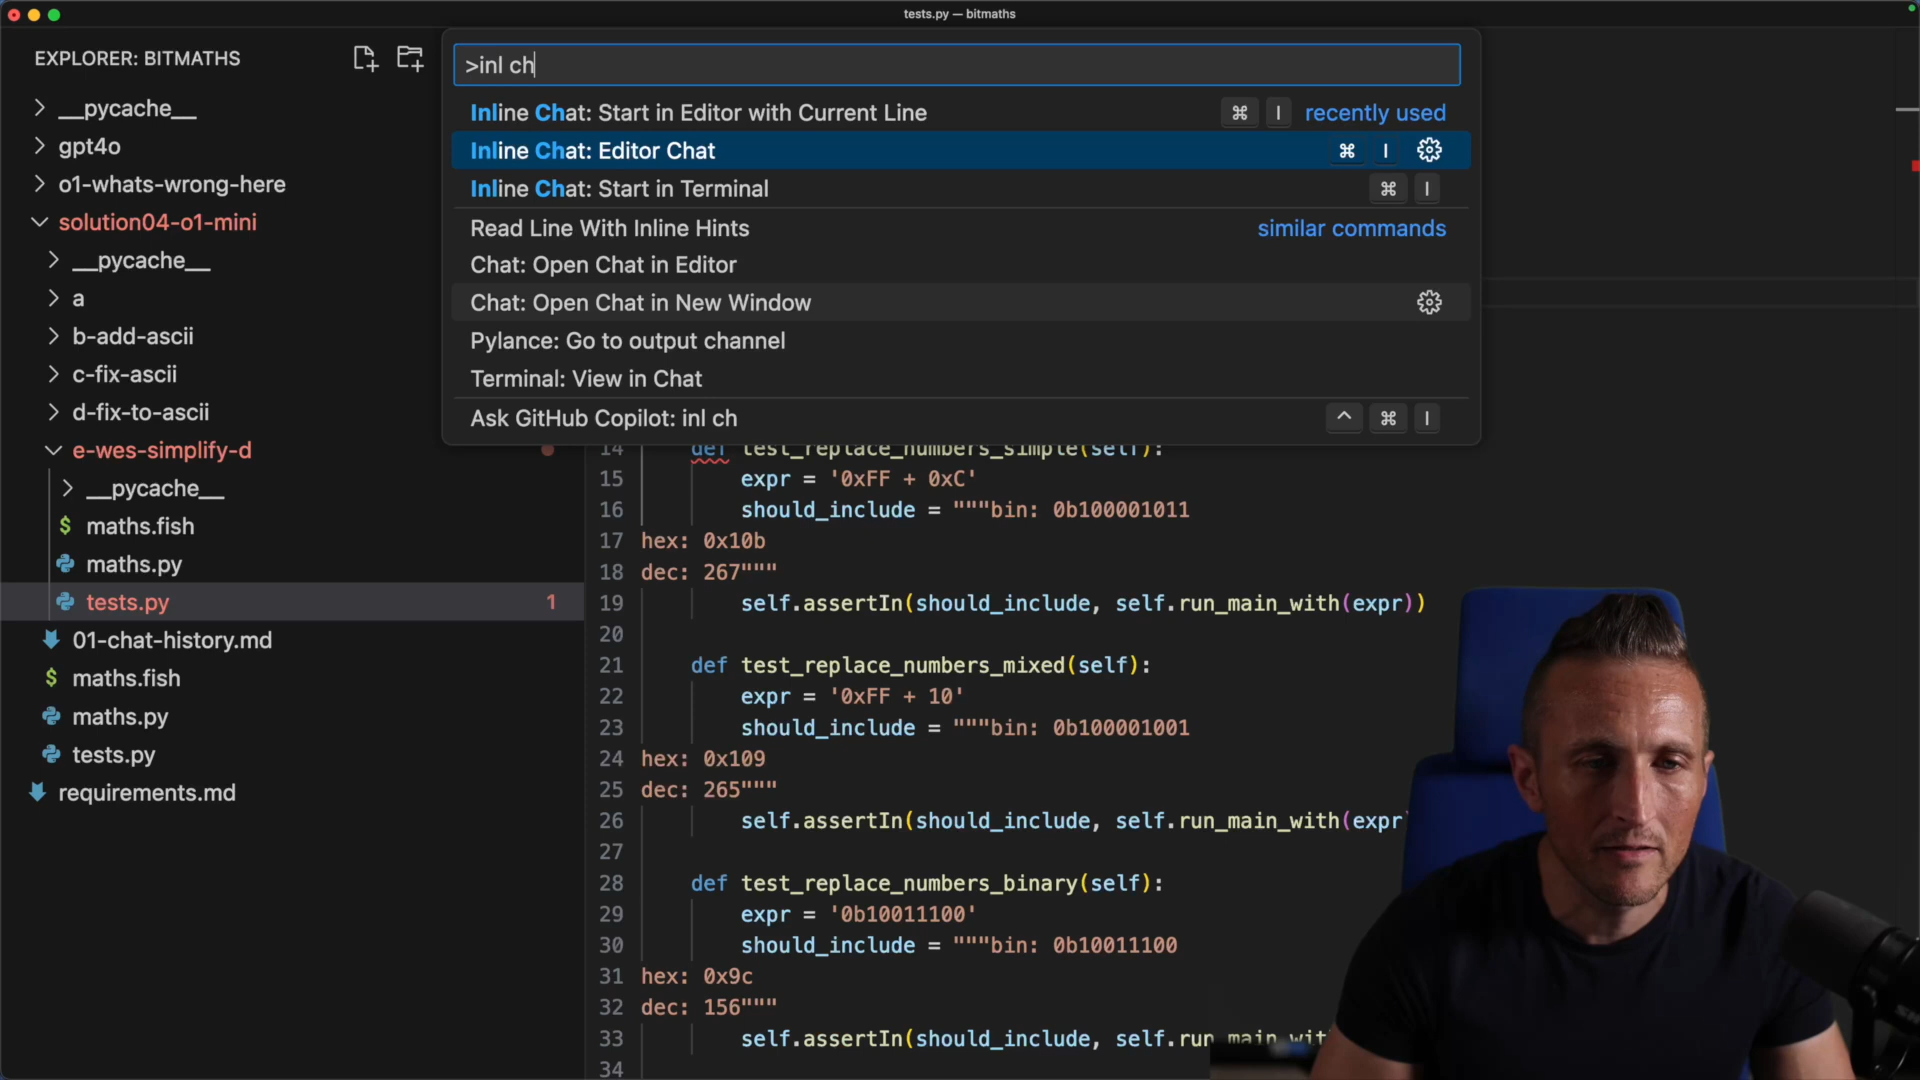 tests.py — bitmaths
EXPLORER: BITMATHS
__pycache__
gpt4o
o1-whats-wrong-here
solution04-o1-mini
__pycache__
a
b-add-ascii
c-fix-ascii
d-fix-to-ascii
e-wes-simplify-d
__pycache__
$ maths.fish
maths.py
tests.py 1
01-chat-history.md
$ maths.fish
maths.py
tests.py
requirements.md
>inl ch
Inline Chat: Start in Editor with Current Line ⌘ I recently used
Inline Chat: Editor Chat ⌘ I
Inline Chat: Start in Terminal ⌘ I
Read Line With Inline Hints similar commands
Chat: Open Chat in Editor
Chat: Open Chat in New Window
Pylance: Go to output channel
Terminal: View in Chat
Ask GitHub Copilot: inl ch ^ ⌘ I
14 def test_replace_numbers_simple(self):
15 expr = '0xFF + 0xC'
16 should_include = """bin: 0b100001011
17 hex: 0x10b
18 dec: 267"""
19 self.assertIn(should_include, self.run_main_with(expr))
20
21 def test_replace_numbers_mixed(self):
22 expr = '0xFF + 10'
23 should_include = """bin: 0b100001001
24 hex: 0x109
25 dec: 265"""
26 self.assertIn(should_include, self.run_main_with(expr)
27
28 def test_replace_numbers_binary(self):
29 expr = '0b10011100'
30 should_include = """bin: 0b10011100
31 hex: 0x9c
32 dec: 156"""
33 self.assertIn(should_include, self.run_main_wit
34